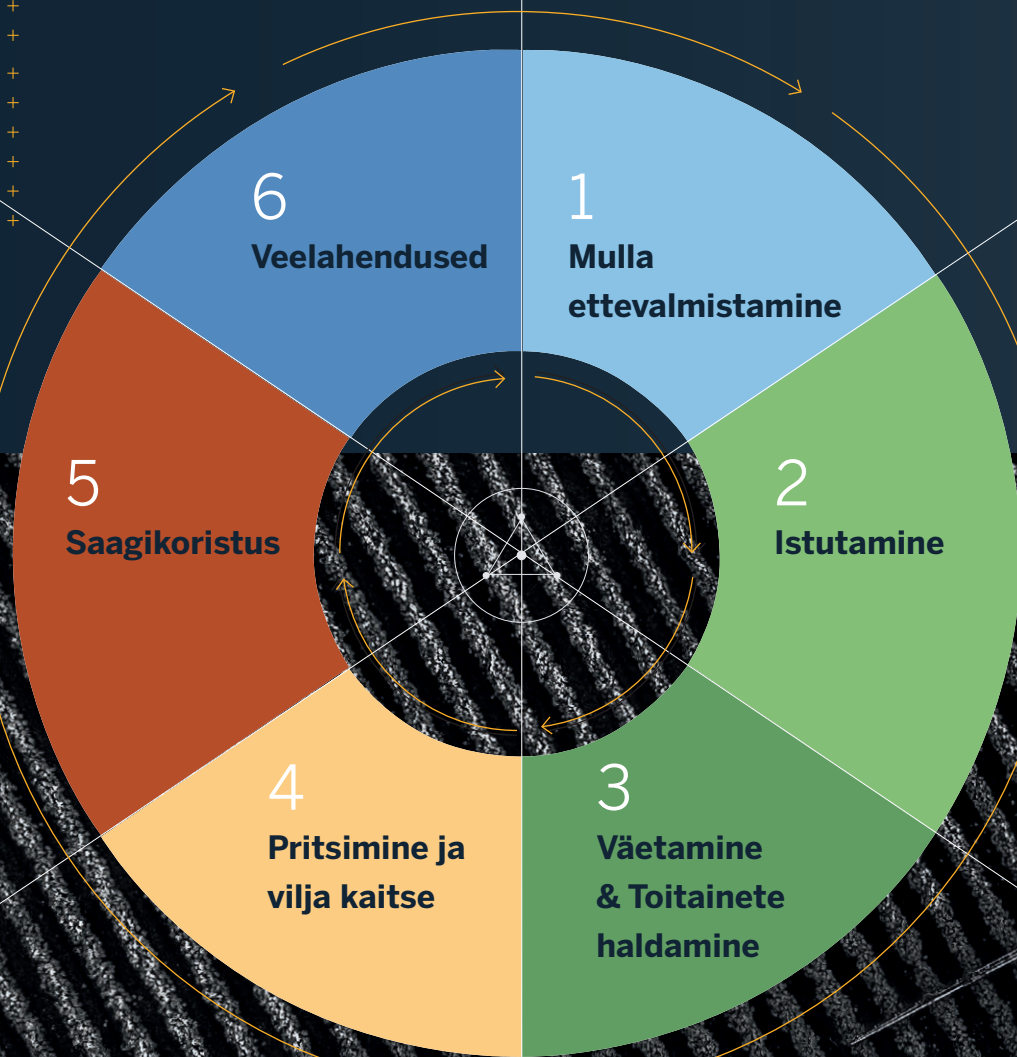 1
Mulla
ettevalmistamine
2
Istutamine
3
Väetamine
& Toitainete
haldamine
4
Pritsimine ja
vilja kaitse
5
Saagikoristus
6
Veelahendused